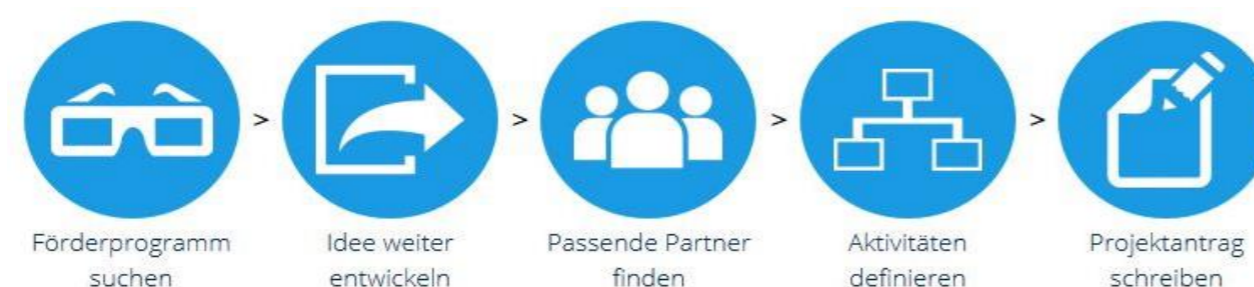 > > > >
Förderprogramm
suchen
Idee weiter
entwickeln
Passende Partner
finden
Aktivitäten
definieren
Projektantrag
schreiben